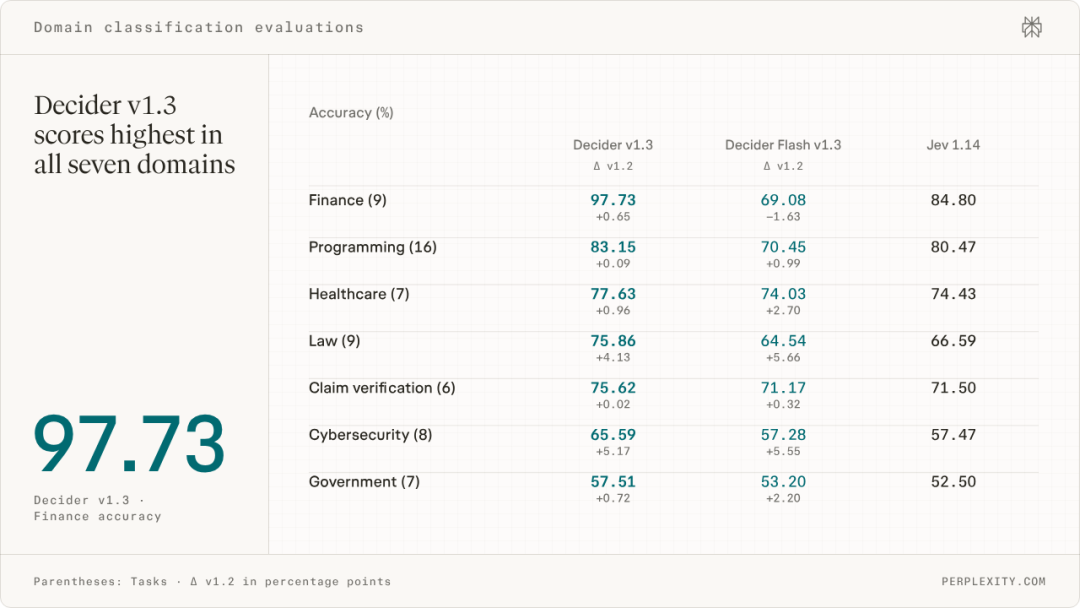 Domain classification evaluations
Decider v1.3
scores highest in
all seven domains
97.73
Decider v1.3 ·
Finance accuracy
Accuracy (%)
Decider v1.3 Decider Flash v1.3 Jev 1.14
Δ v1.2 Δ v1.2
Finance (9) 97.73 69.08 84.80
+0.65 −1.63
Programming (16) 83.15 70.45 80.47
+0.09 +0.99
Healthcare (7) 77.63 74.03 74.43
+0.96 +2.70
Law (9) 75.86 64.54 66.59
+4.13 +5.66
Claim verification (6) 75.62 71.17 71.50
+0.02 +0.32
Cybersecurity (8) 65.59 57.28 57.47
+5.17 +5.55
Government (7) 57.51 53.20 52.50
+0.72 +2.20
Parentheses: Tasks · Δ v1.2 in percentage points
PERPLEXITY.COM